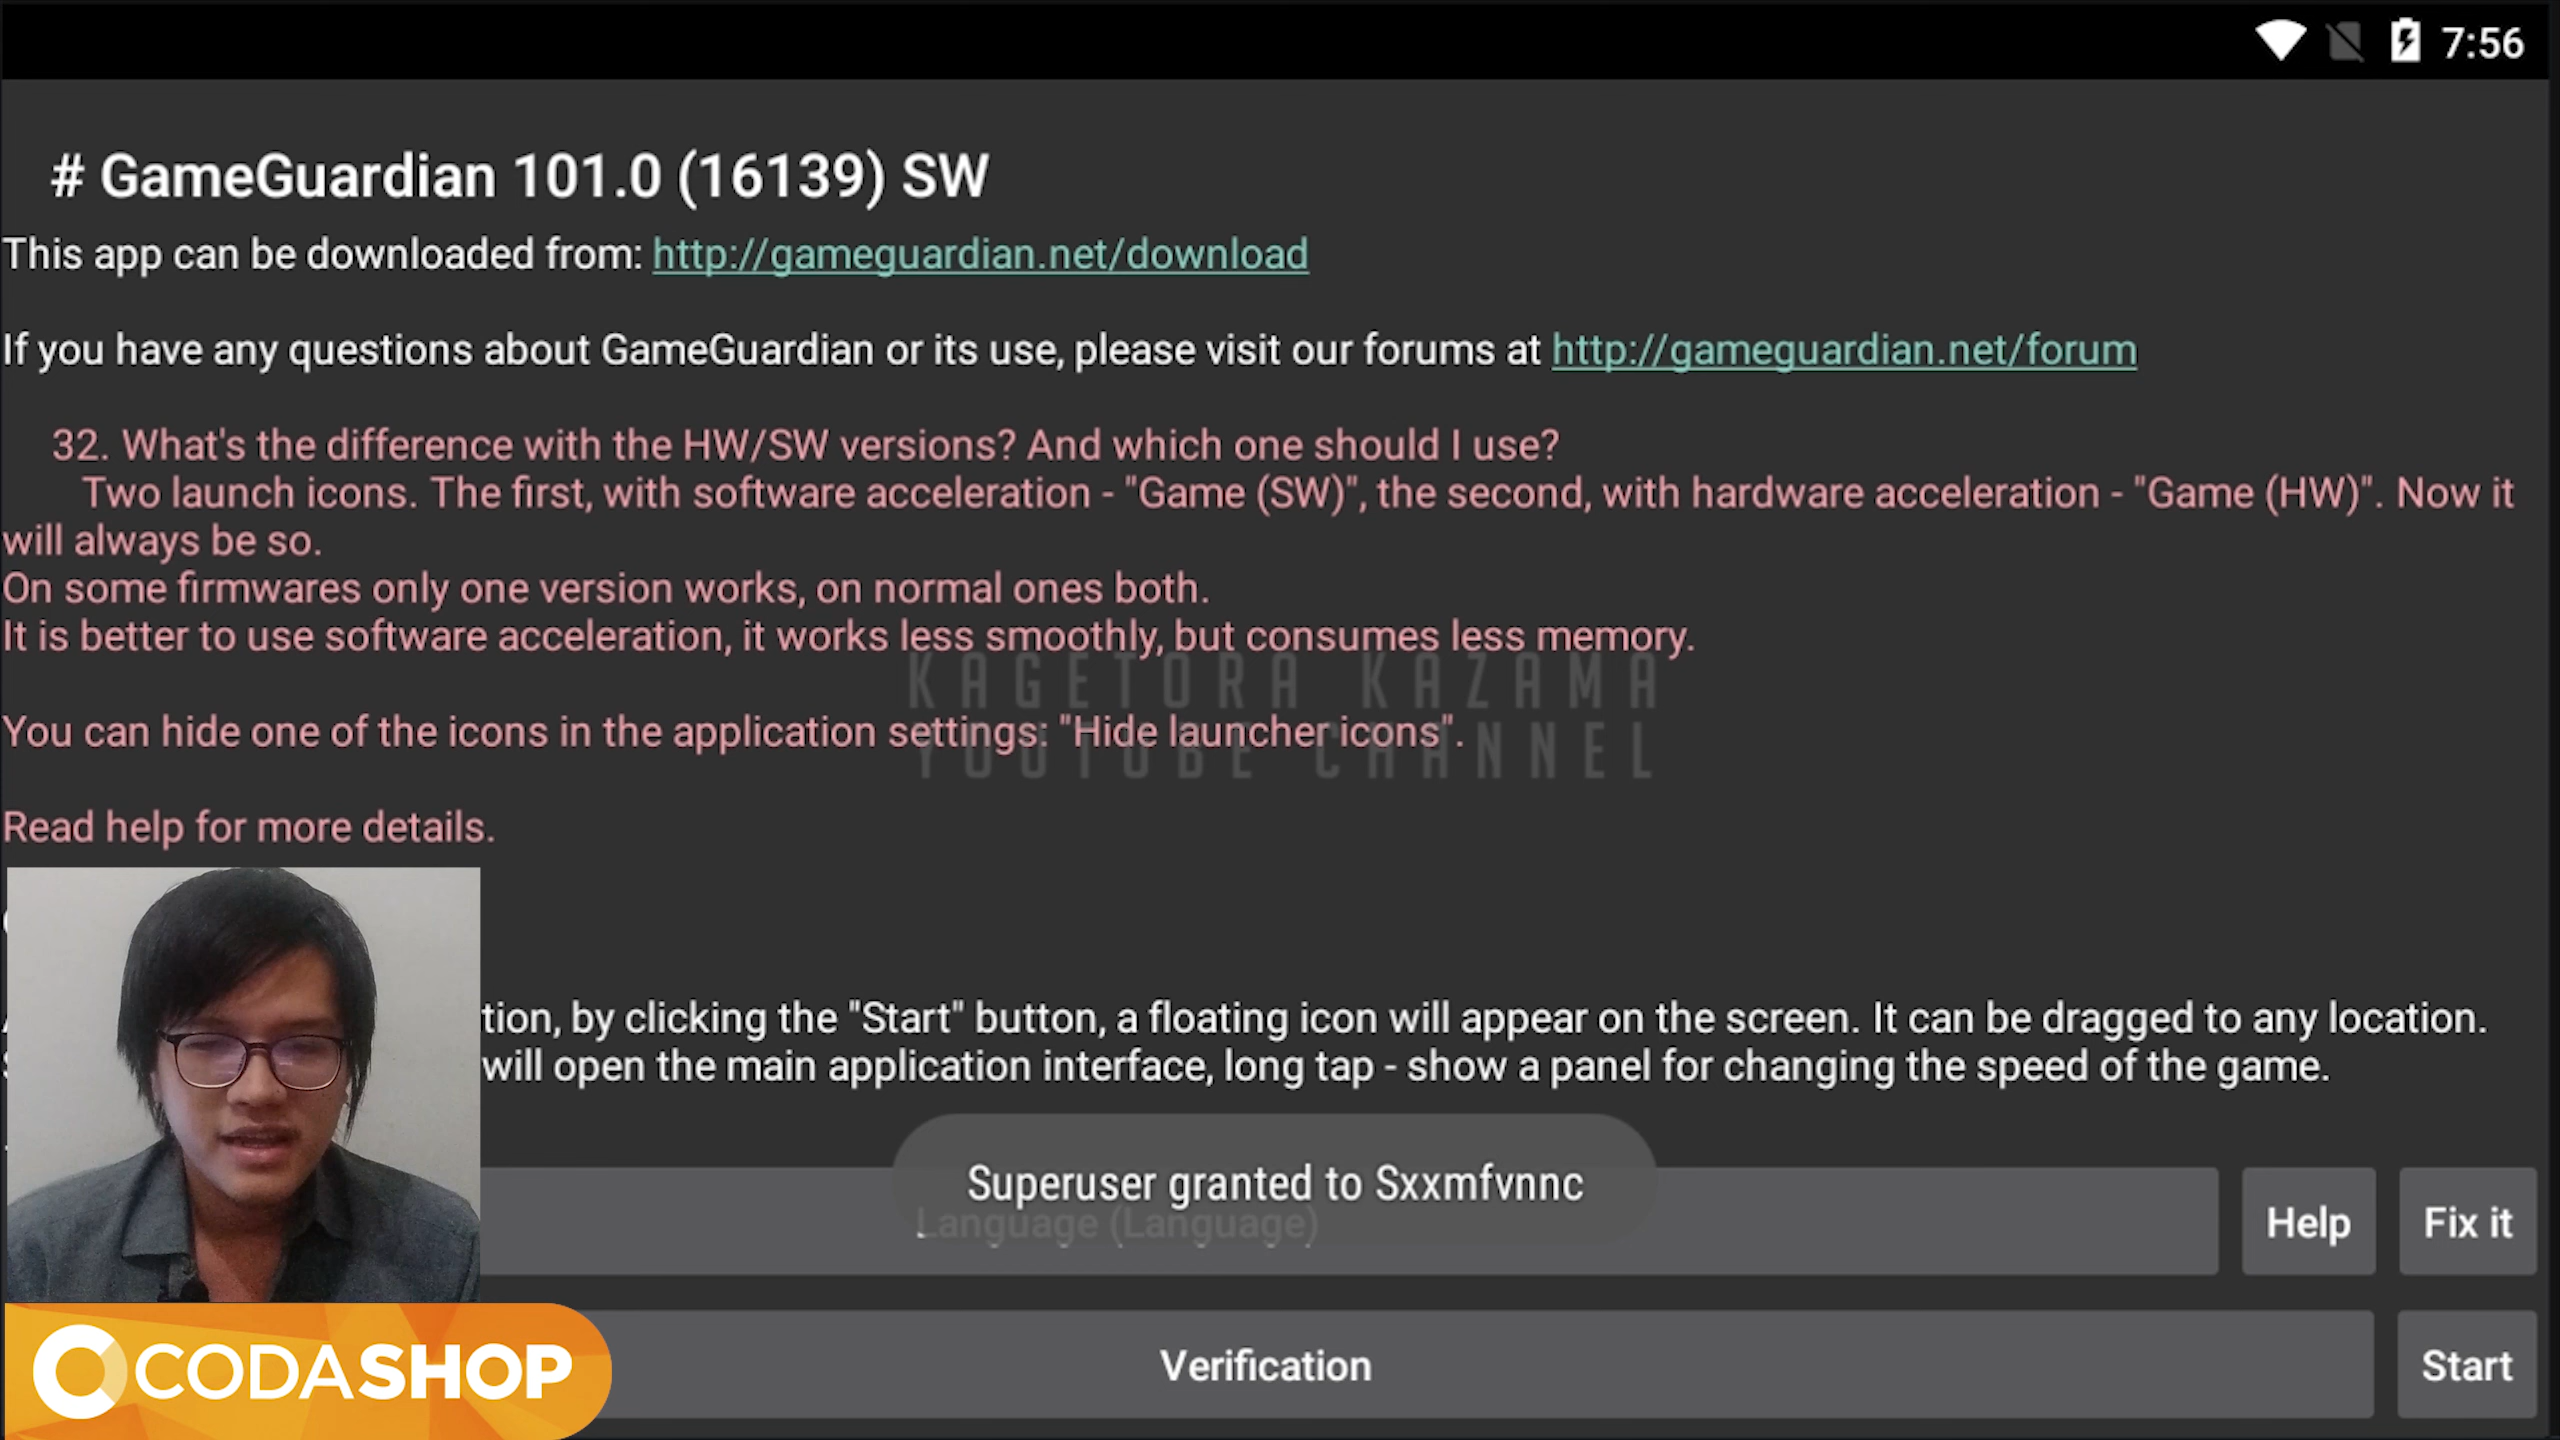 7:56
# GameGuardian 101.0 (16139) SW
This app can be downloaded from: http://gameguardian.net/download
If you have any questions about GameGuardian or its use, please visit our forums at http://gameguardian.net/forum
32. What's the difference with the HW/SW versions? And which one should I use?
Two launch icons. The first, with software acceleration - "Game (SW)", the second, with hardware acceleration - "Game (HW)". Now it
will always be so.
On some firmwares only one version works, on normal ones both.
It is better to use software acceleration, it works less smoothly, but consumes less memory.
KAGETORA KAZAMA
You can hide one of the icons in the application settings: "Hide launcher icons".
YOUTUBE CHANNEL
Read help for more details.
tion, by clicking the "Start" button, a floating icon will appear on the screen. It can be dragged to any location.
will open the main application interface, long tap - show a panel for changing the speed of the game.
Superuser granted to Sxxmfvnnc
Language (Language)
Help
Fix it
CODASHOP
Verification
Start